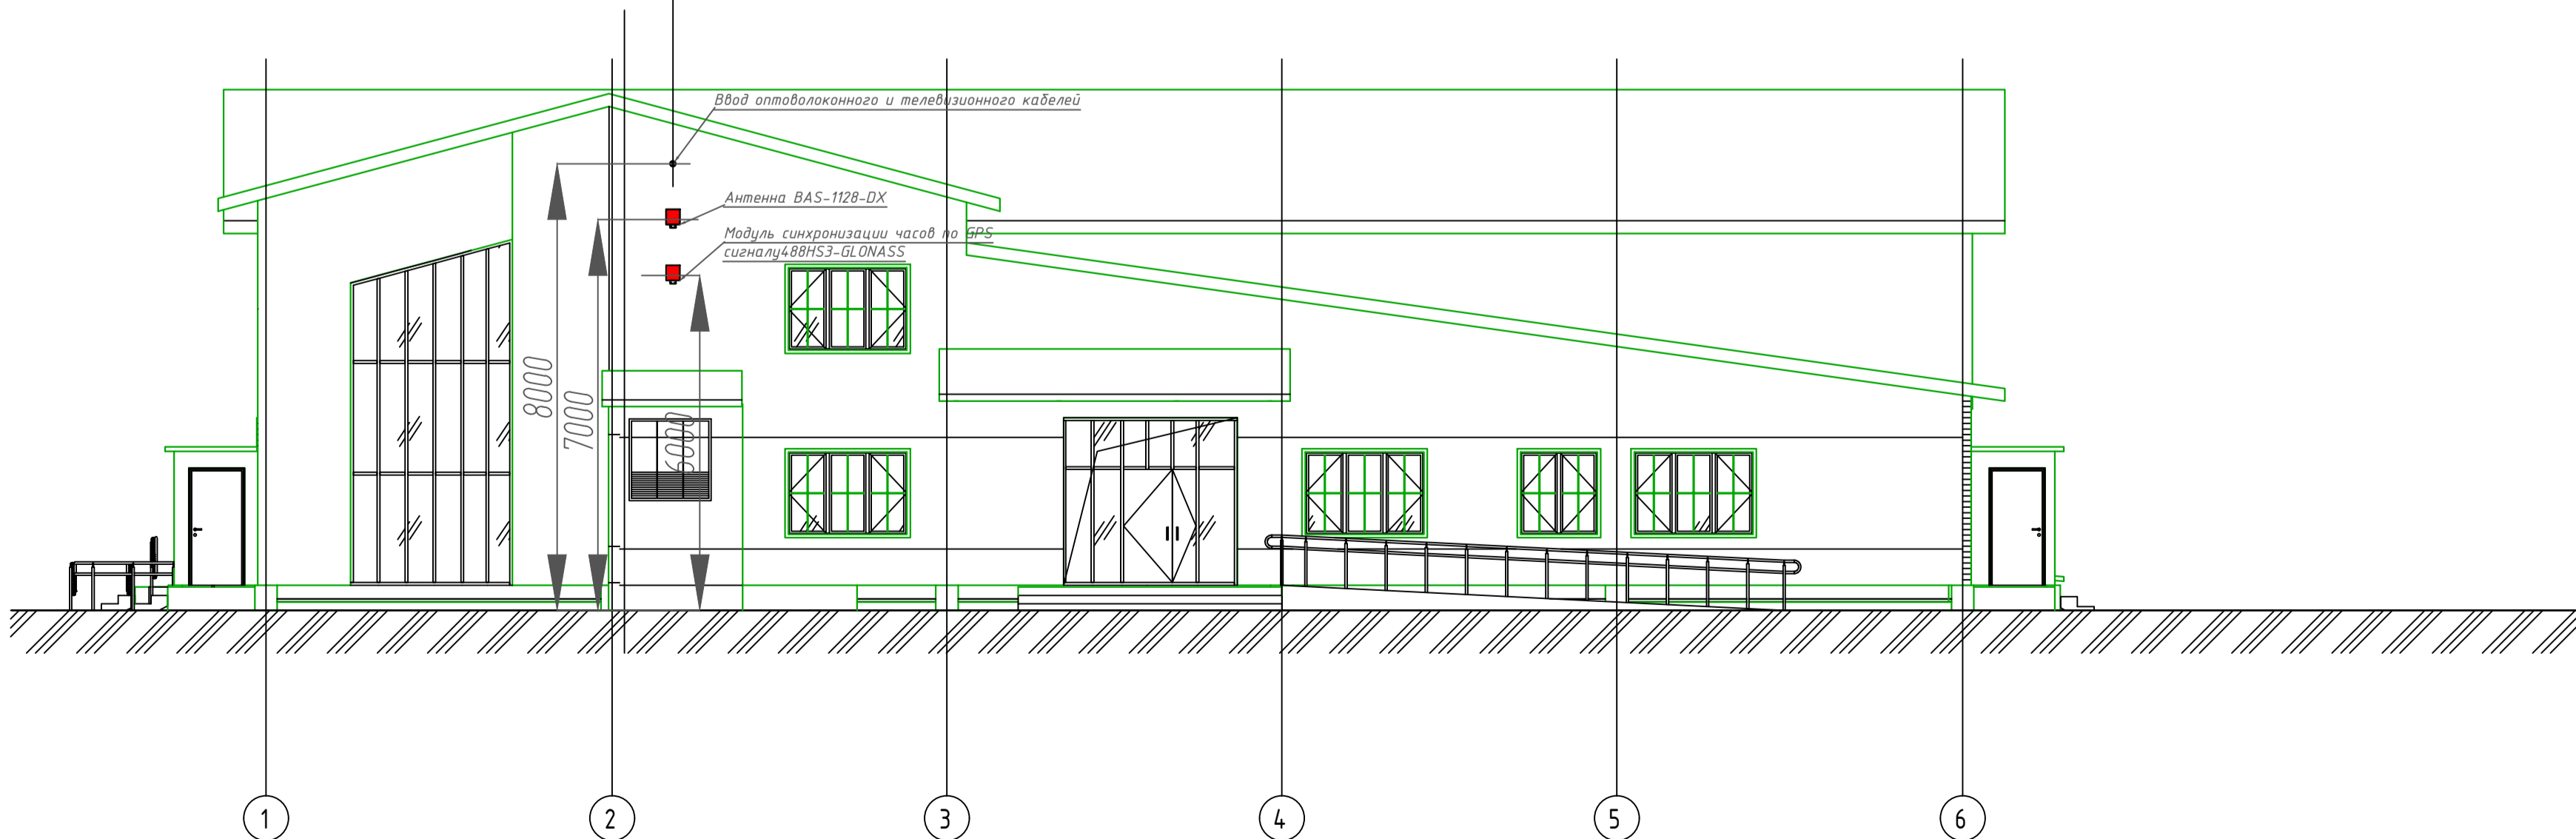 Ввод оптоволоконного и телевизионного кабелей
Антенна BAS-1128-DX
Модуль синхронизации часов по GPS
сигналу488HS3-GLONASS
8000
7000
6000
1
2
3
4
5
6